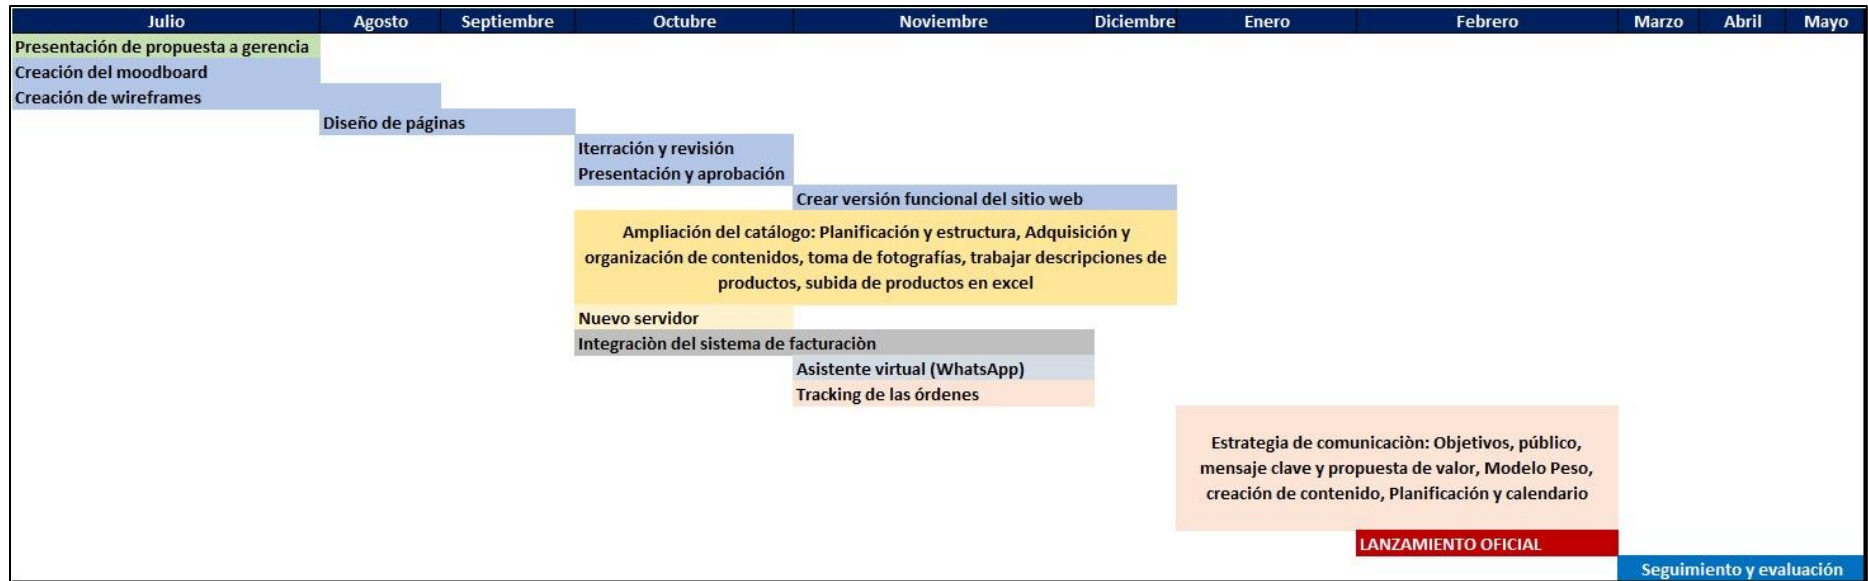 Julio Agosto Septiembre Octubre Noviembre Diciembre Enero Febrero Marzo Abril Mayo
Presentación de propuesta a gerencia
Creación del moodboard
Creación de wireframes
Diseño de páginas
Iterración y revisión
Presentación y aprobación
Crear versión funcional del sitio web
Ampliación del catálogo: Planificación y estructura, Adquisición y
organización de contenidos, toma de fotografías, trabajar descripciones de
productos, subida de productos en excel
Nuevo servidor
Integraciòn del sistema de facturaciòn
Asistente virtual (WhatsApp)
Tracking de las órdenes
Estrategia de comunicaciòn: Objetivos, público,
mensaje clave y propuesta de valor, Modelo Peso,
creación de contenido, Planificación y calendario
LANZAMIENTO OFICIAL
Seguimiento y evaluación